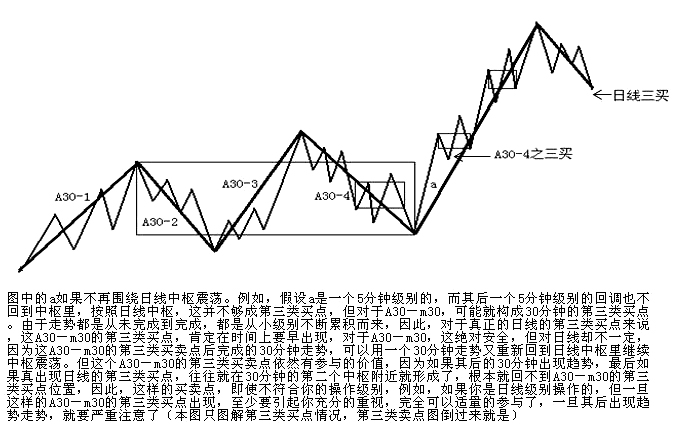 日线三买
A30-4之三买
A30-1
A30-2
A30-3
A30-4
a
图中的a如果不再围绕日线中枢震荡。例如，假设a是一个5分钟级别的，而其后一个5分钟级别的回调也不
回到中枢里，按照日线中枢，这并不够成第三类买点，但对于A30-m30，可能就构成30分钟的第三类买点
。由于走势都是从未完成到完成，都是从小级别不断累积而来，因此，对于真正的日线的第三类买点来说
，这A30-m30的第三类买点，肯定在时间上要早出现，对于A30-m30，这绝对安全，但对日线却不一定，
因为这A30-m30的第三类买卖点后完成的30分钟走势，可以用一个30分钟走势又重新回到日线中枢里继续
中枢震荡。但这个A30-m30的第三类买卖点依然有参与的价值，因为如果其后的30分钟出现趋势，最后如
果真出现日线的第三类买点，往往就在30分钟的第二个中枢附近就形成了，根本就回不到A30-m30的第三
类买点位置，因此，这样的买卖点，即便不符合你的操作级别，例如，如果你是日线级别操作的，但一旦
这样的A30-m30的第三类买点出现，至少要引起你充分的重视，完全可以适量的参与了，一旦其后出现趋
势走势，就要严重注意了（本图只图解第三类买点情况，第三类卖点图倒过来就是）